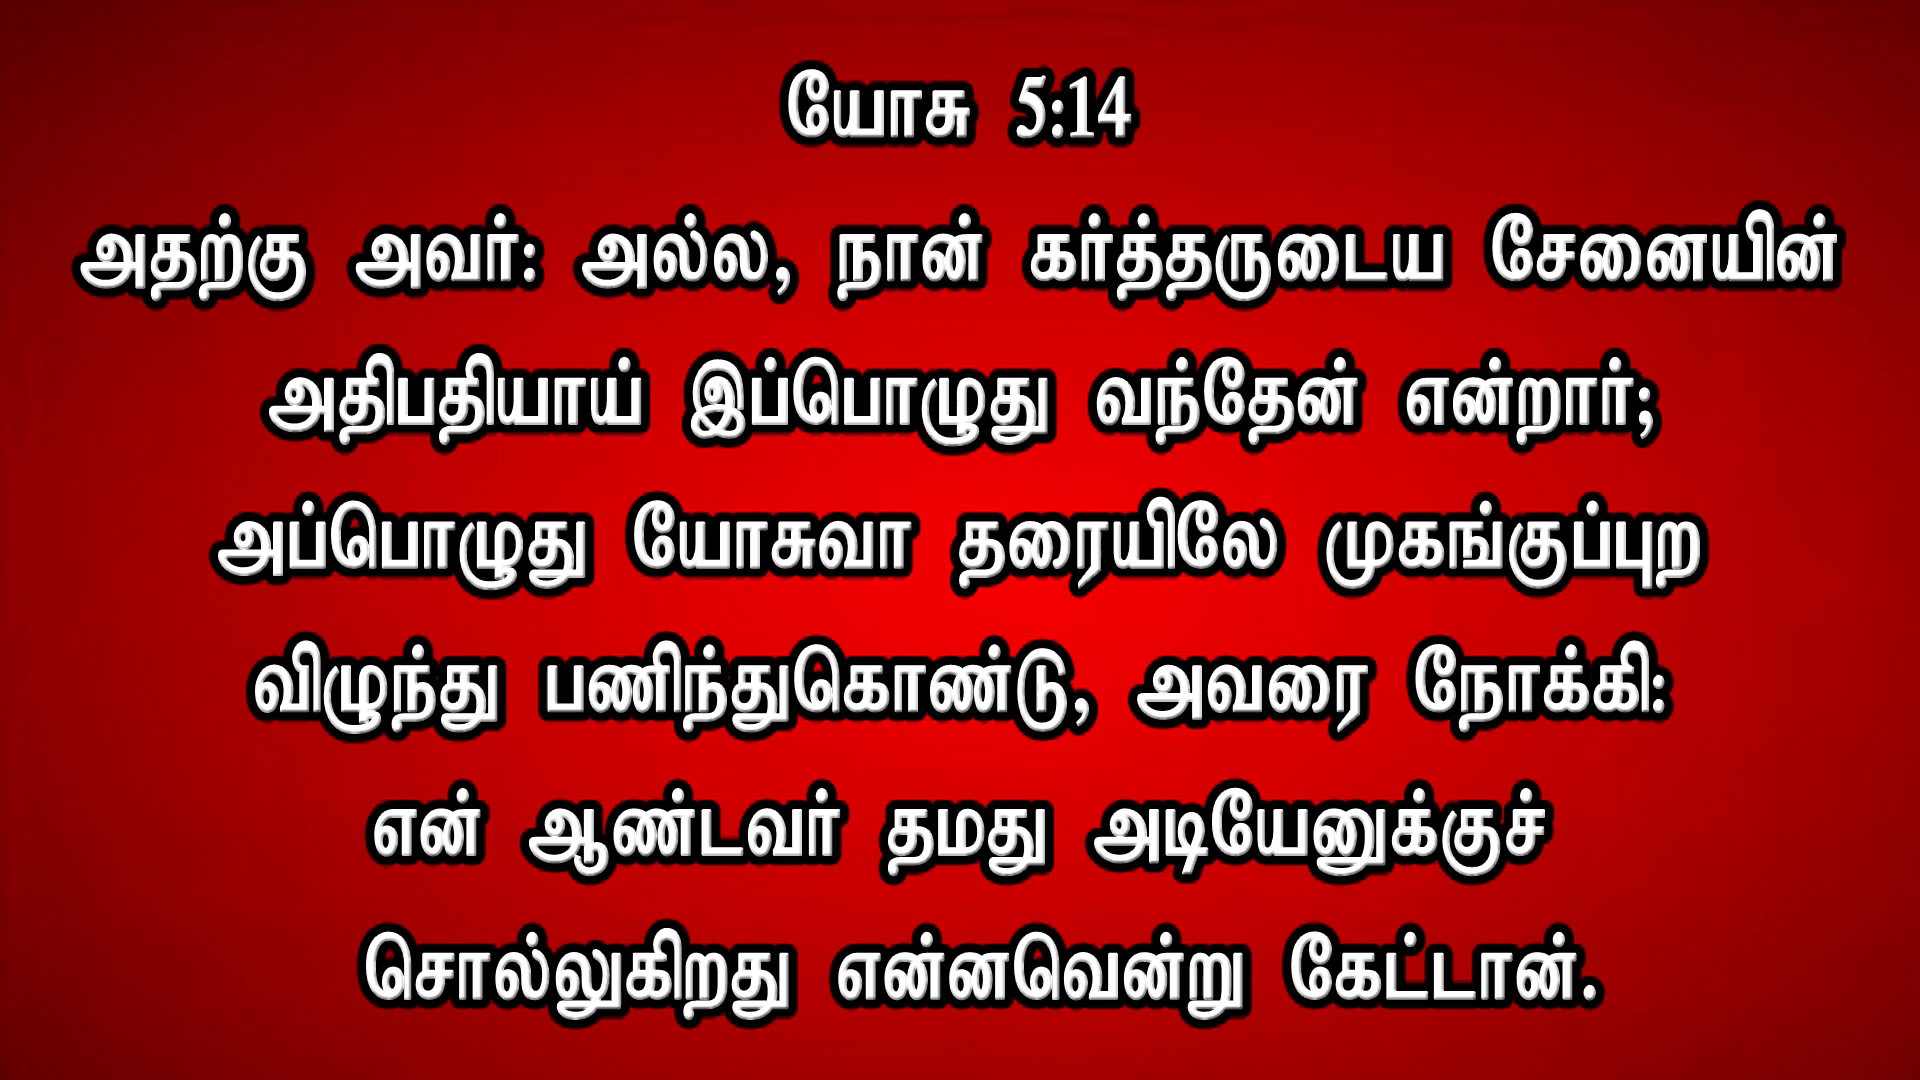 யோசு 5:14
அதற்கு அவர்: அல்ல, நான் கர்த்தருடைய சேனையின்
அதிபதியாய் இப்பொழுது வந்தேன் என்றார்;
அப்பொழுது யோசுவா தரையிலே முகங்குப்புற
விழுந்து பணிந்துகொண்டு, அவரை நோக்கி:
என் ஆண்டவர் தமது அடியேனுக்குச்
சொல்லுகிறது என்னவென்று கேட்டான்.